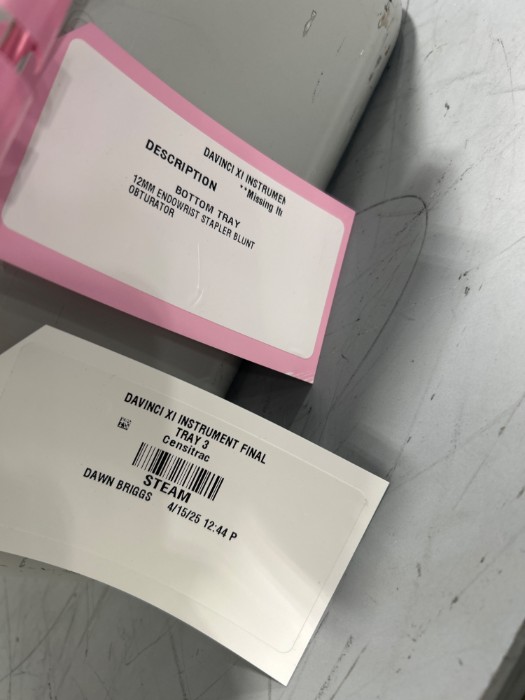 DAVINCI XI INSTRUMEN
**Missing
DESCRIPTION
BOTTOM TRAY
12MM ENDOWRIST STAPLER BLUNT
OBTURATOR
DAVINCI XI INSTRUMENT FINAL
TRAY 3
Censitrac
STEAM
DAWN BRIGGS 4/15/25 12:44 P